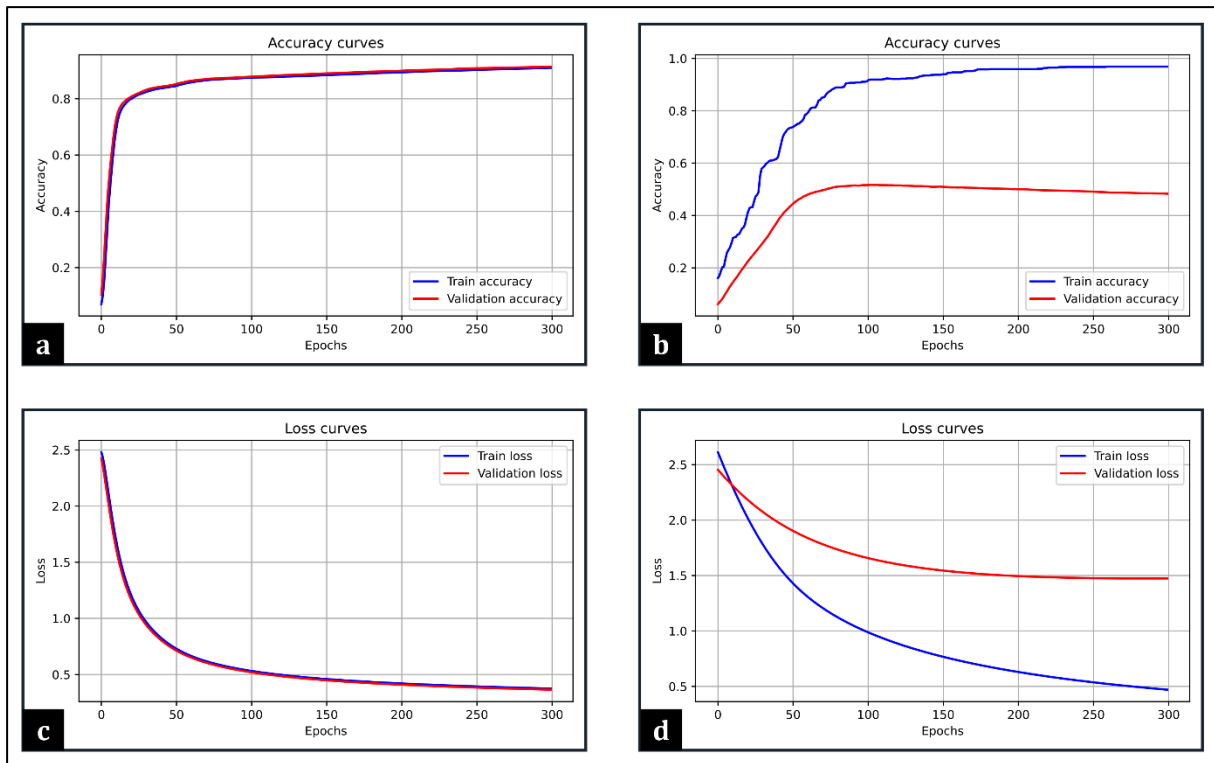 Accuracy curves
0.8
0.6
0.4
0.2
Accuracy
Train accuracy
Validation accuracy
0 50 100 150 200 250 300
Epochs
a
Accuracy curves
1.0
0.8
0.6
0.4
0.2
Accuracy
Train accuracy
Validation accuracy
0 50 100 150 200 250 300
Epochs
b
Loss curves
2.5
2.0
1.5
1.0
0.5
Loss
Train loss
Validation loss
0 50 100 150 200 250 300
Epochs
c
Loss curves
2.5
2.0
1.5
1.0
0.5
Loss
Train loss
Validation loss
0 50 100 150 200 250 300
Epochs
d